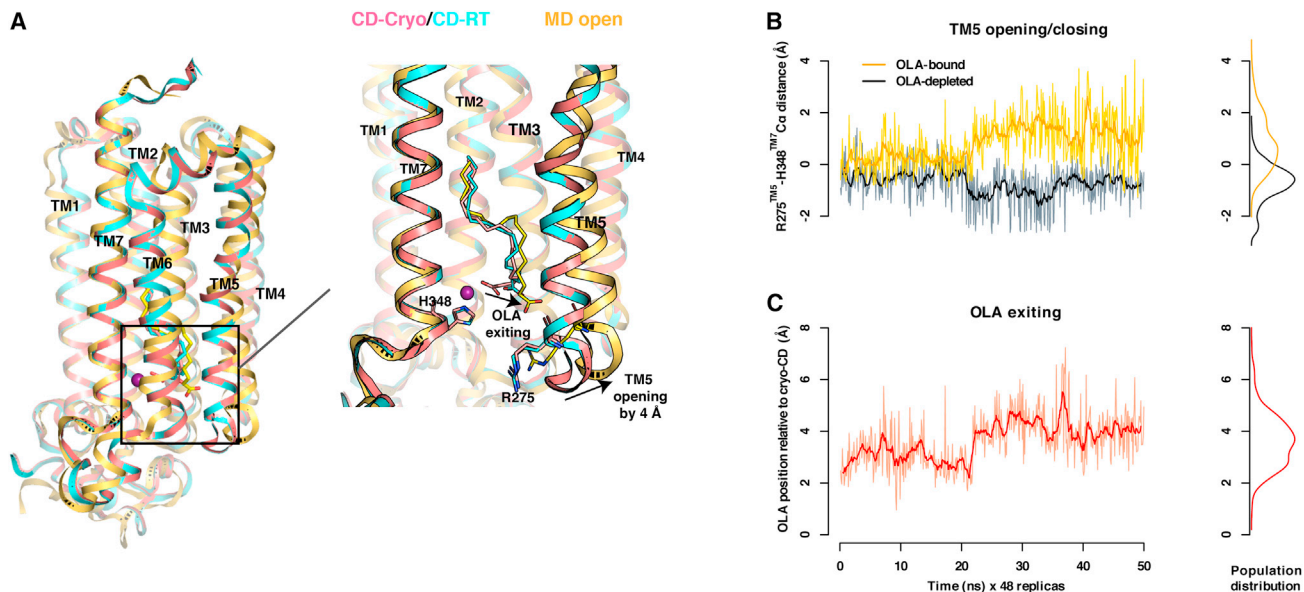 A
CD-Cryo/CD-RT
MD open
TM2
TM1
TM3
TM7
TM6
TM5
TM4
TM2
TM1
TM3
TM7
TM4
TM5
H348
OLA
exiting
R275
TM5
opening
by 4 Å
B
TM5 opening/closing
R275TM5-H348TM7 Cα distance (Å)
OLA-bound
OLA-depleted
4
2
0
-2
4
2
0
-2
C
OLA exiting
OLA position relative to cryo-CD (Å)
8
6
4
2
0
8
6
4
2
0
0 10 20 30 40 50
Time (ns) x 48 replicas
Population
distribution